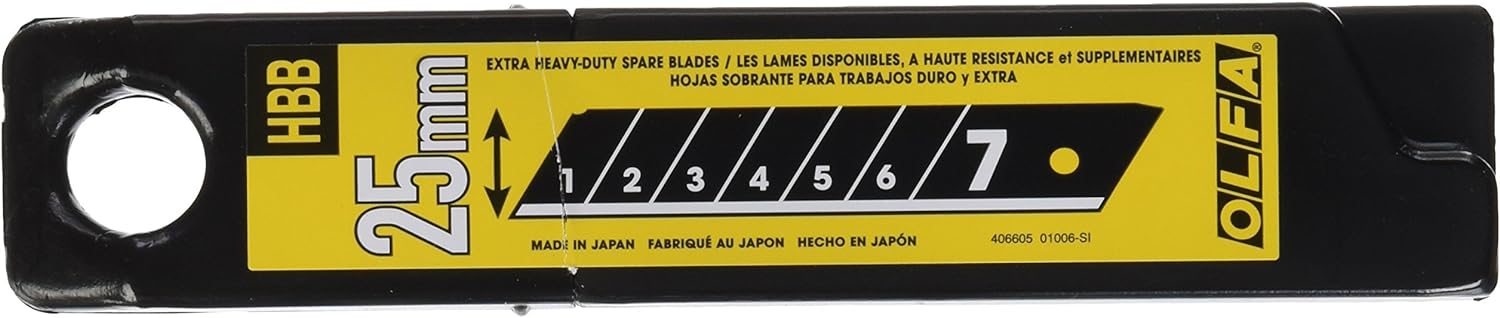 HBB
25mm
EXTRA HEAVY-DUTY SPARE BLADES / LES LAMES DISPONIBLES, A HAUTE RESISTANCE et SUPPLEMENTAIRES
HOJAS SOBRANTE PARA TRABAJOS DURO y EXTRA
1 2 3 4 5 6 7
MADE IN JAPAN FABRIQUÉ AU JAPON HECHO EN JAPÓN
406605 01006-SI
OLFA®